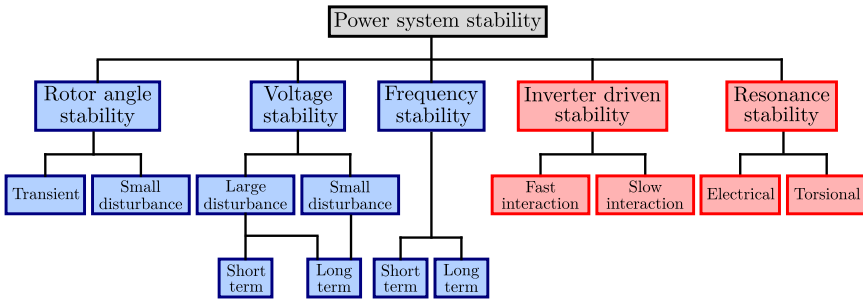 Power system stability
Rotor angle
stability
Voltage
stability
Frequency
stability
Inverter driven
stability
Resonance
stability
Transient
Small
disturbance
Large
disturbance
Small
disturbance
Fast
interaction
Slow
interaction
Electrical
Torsional
Short
term
Long
term
Short
term
Long
term